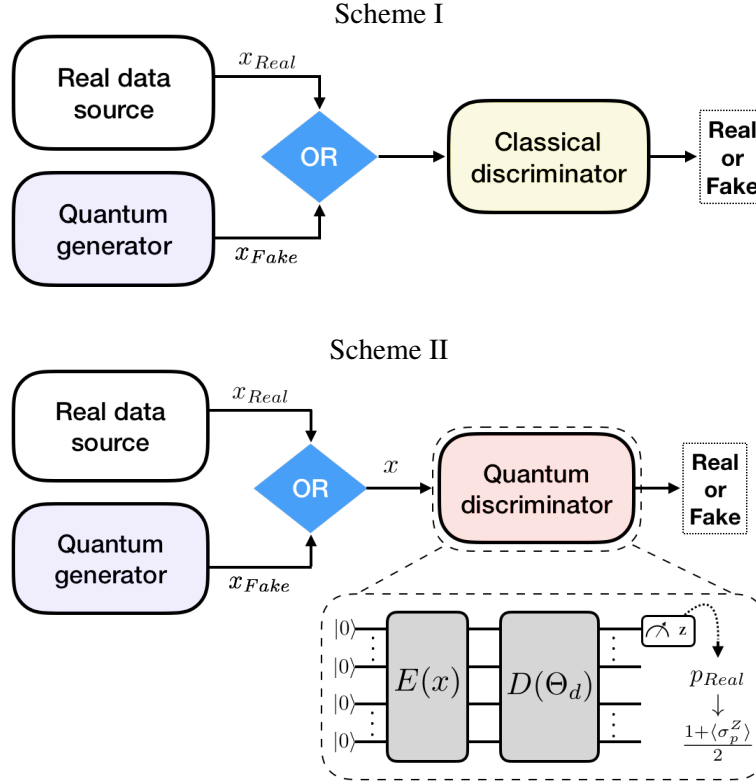 Scheme I
Real data
source
x_{Real}
OR
Quantum
generator
x_{Fake}
Classical
discriminator
Real
or
Fake
Scheme II
Real data
source
x_{Real}
OR
Quantum
generator
x_{Fake}
x
Quantum
discriminator
Real
or
Fake
|0⟩
|0⟩
|0⟩
|0⟩
E(x)
D(Θ_d)
z
p_{Real}
↓
\frac{1+⟨σ_p^Z⟩}{2}